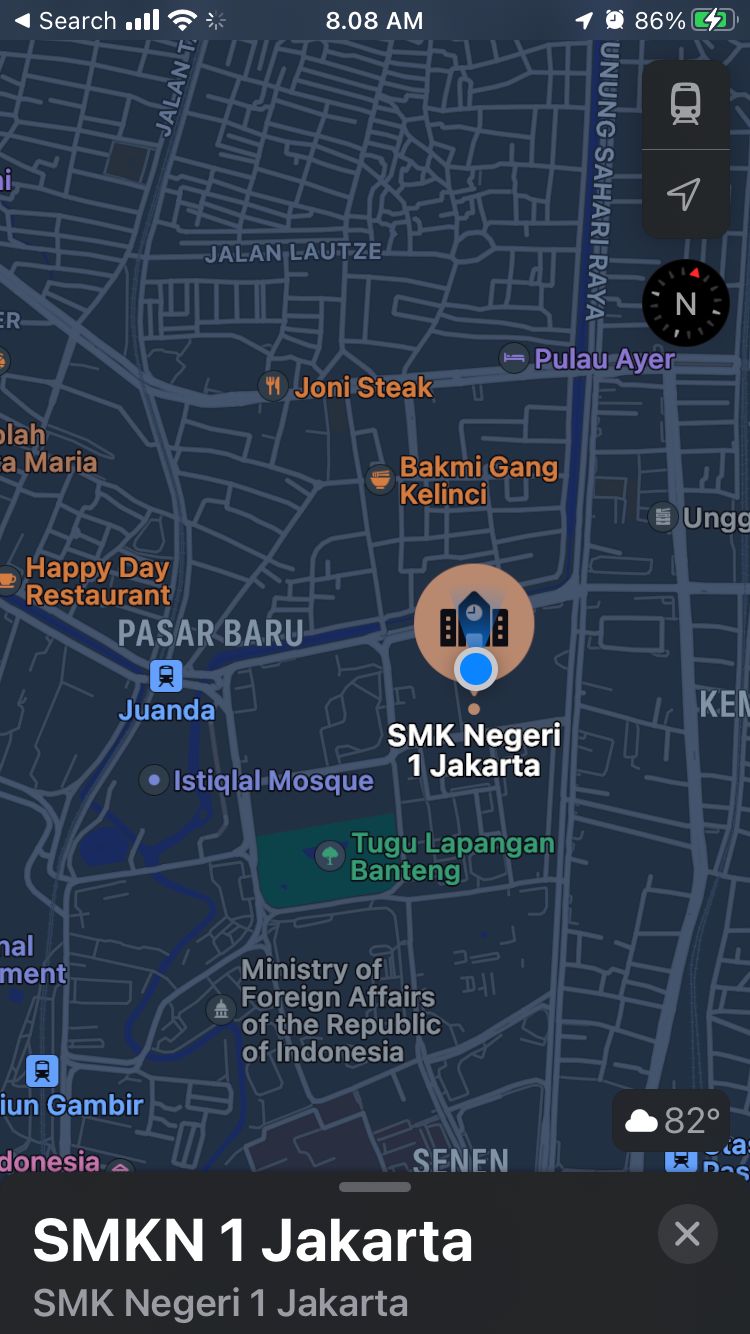 Search
8.08 AM
86%
JALAN T
ai
UNUNG SAHARI RAYA
JALAN LAUTZE
N
ER
Pulau Ayer
Joni Steak
olah
a Maria
Bakmi Gang
Kelinci
Ungg
Happy Day
Restaurant
PASAR BARU
Juanda
KEM
SMK Negeri
1 Jakarta
Istiqlal Mosque
Tugu Lapangan
Banteng
nal
ment
Ministry of
Foreign Affairs
of the Republic
of Indonesia
iun Gambir
82°
donesia
SENEN
Sta
Pas
SMKN 1 Jakarta
SMK Negeri 1 Jakarta